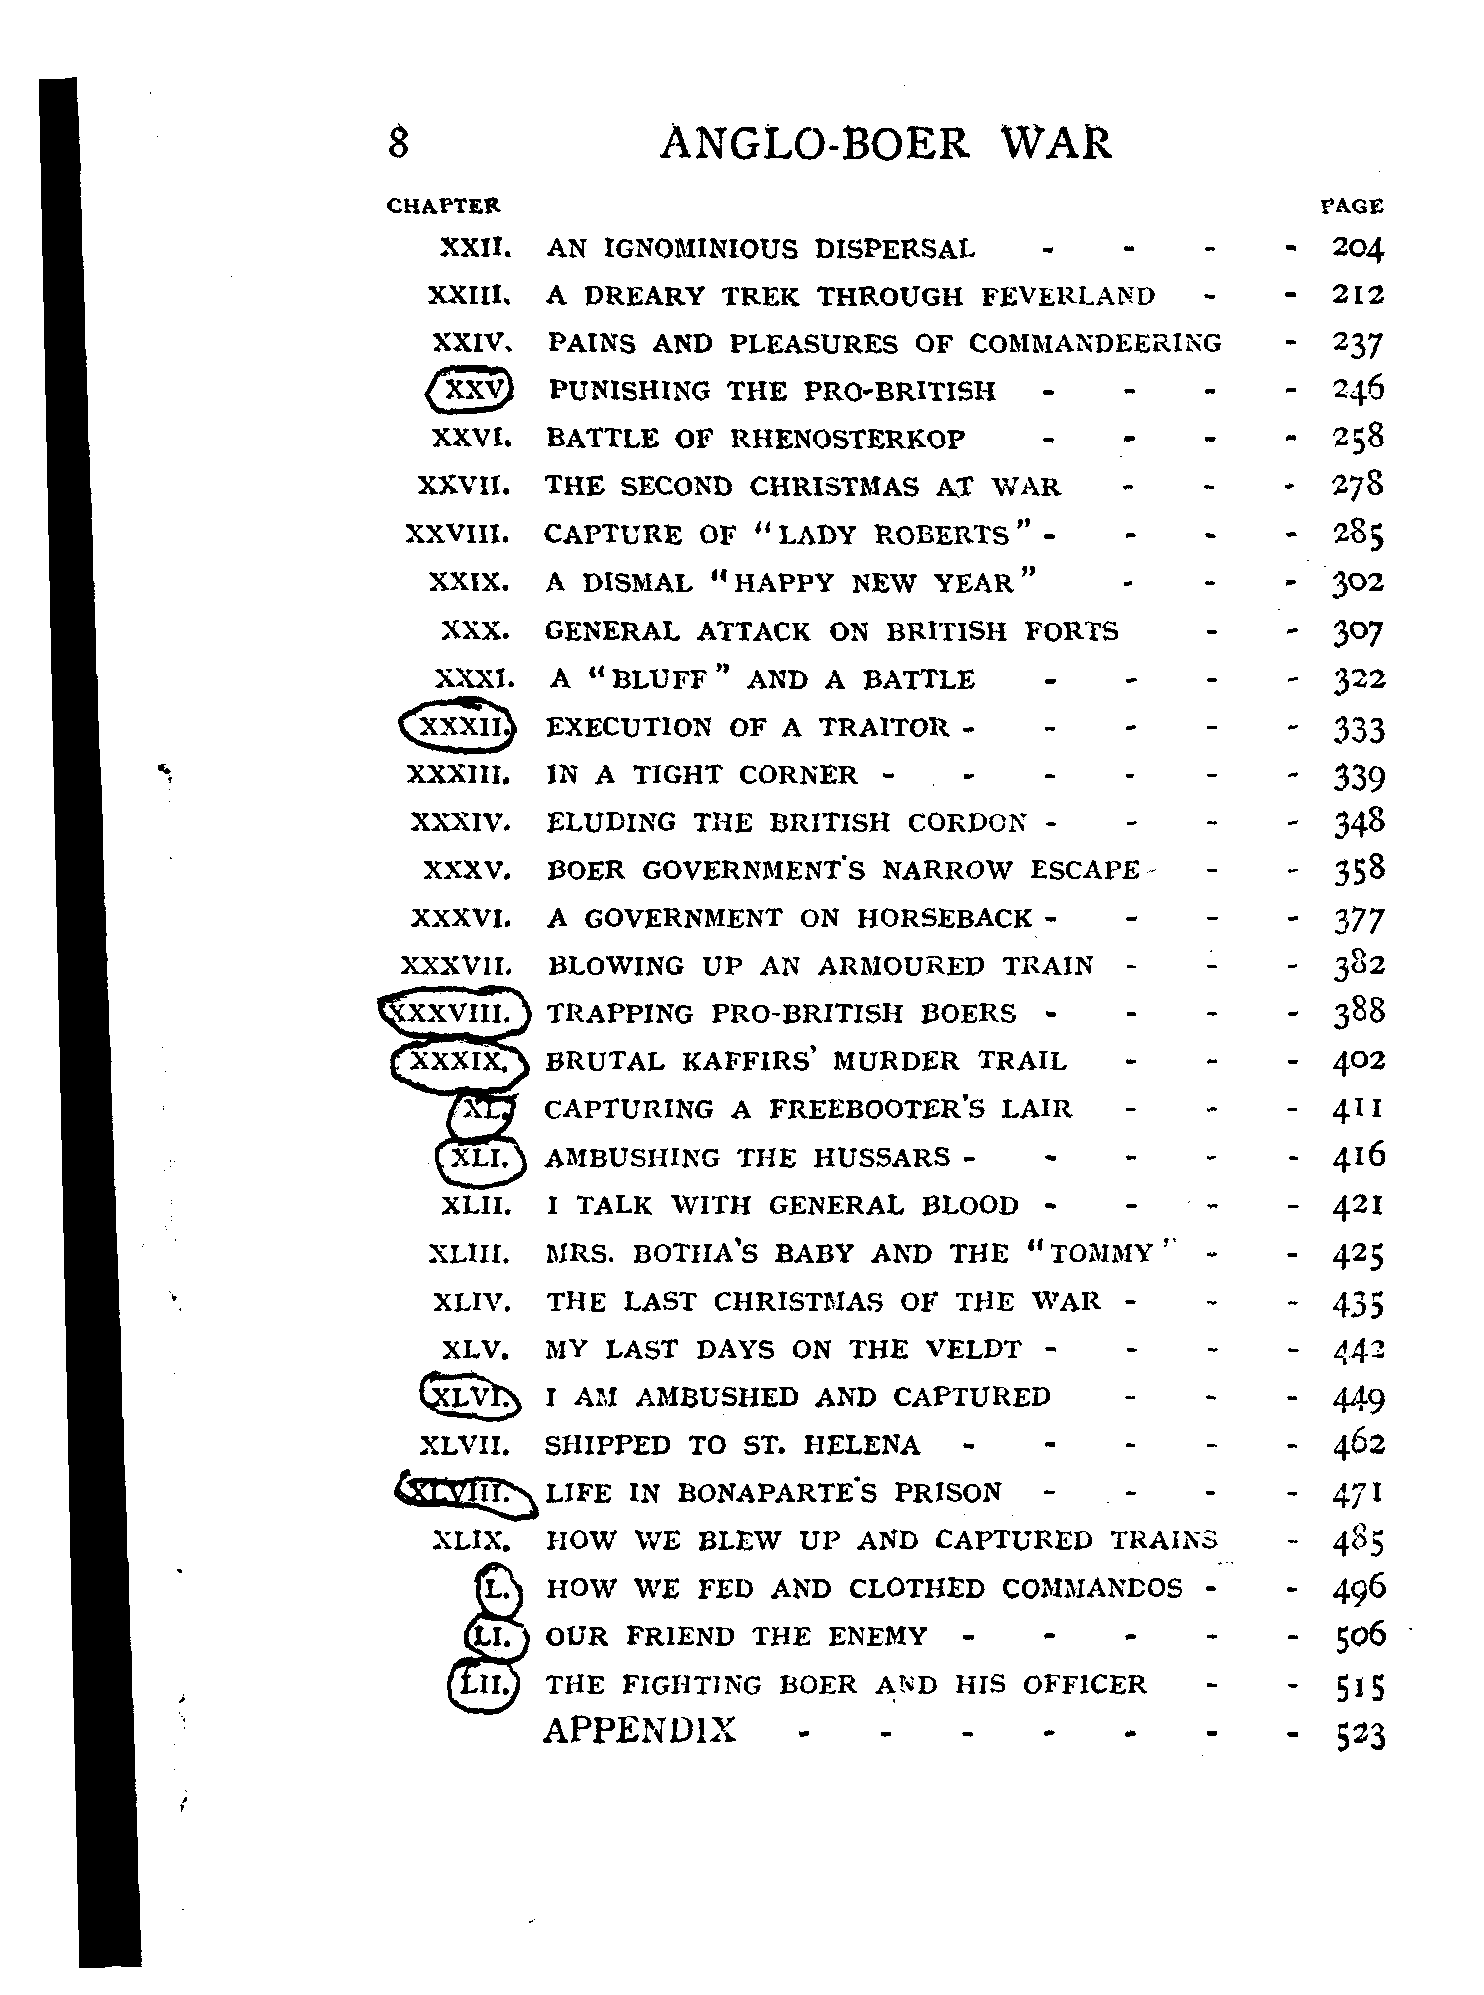 8 ANGLO-BOER WAR
CHAPTER PAGE
XXII. AN IGNOMINIOUS DISPERSAL - - - - 204
XXIII. A DREARY TREK THROUGH FEVERLAND - - 212
XXIV. PAINS AND PLEASURES OF COMMANDEERING - 237
XXV PUNISHING THE PRO-BRITISH - - - - 246
XXVI. BATTLE OF RHENOSTERKOP - - - - 258
XXVII. THE SECOND CHRISTMAS AT WAR - - - 278
XXVIII. CAPTURE OF "LADY ROBERTS" - - - - 285
XXIX. A DISMAL "HAPPY NEW YEAR" - - - 302
XXX. GENERAL ATTACK ON BRITISH FORTS - - 307
XXXI. A "BLUFF" AND A BATTLE - - - - 322
XXXII. EXECUTION OF A TRAITOR - - - - - 333
XXXIII. IN A TIGHT CORNER - - - - - - 339
XXXIV. ELUDING THE BRITISH CORDON - - - - 348
XXXV. BOER GOVERNMENT'S NARROW ESCAPE - - - 358
XXXVI. A GOVERNMENT ON HORSEBACK - - - - 377
XXXVII. BLOWING UP AN ARMOURED TRAIN - - - 382
XXXVIII. TRAPPING PRO-BRITISH BOERS - - - - 388
XXXIX. BRUTAL KAFFIRS' MURDER TRAIL - - - 402
XL. CAPTURING A FREEBOOTER'S LAIR - - - 411
XLI. AMBUSHING THE HUSSARS - - - - - 416
XLII. I TALK WITH GENERAL BLOOD - - - - 421
XLIII. MRS. BOTHA'S BABY AND THE "TOMMY" - - 425
XLIV. THE LAST CHRISTMAS OF THE WAR - - - 435
XLV. MY LAST DAYS ON THE VELDT - - - - 442
XLVI. I AM AMBUSHED AND CAPTURED - - - 449
XLVII. SHIPPED TO ST. HELENA - - - - - 462
XLVIII. LIFE IN BONAPARTE'S PRISON - - - - 471
XLIX. HOW WE BLEW UP AND CAPTURED TRAINS - 485
L. HOW WE FED AND CLOTHED COMMANDOS - - 496
LI. OUR FRIEND THE ENEMY - - - - - 506
LII. THE FIGHTING BOER AND HIS OFFICER - - 515
APPENDIX - - - - - - - 523